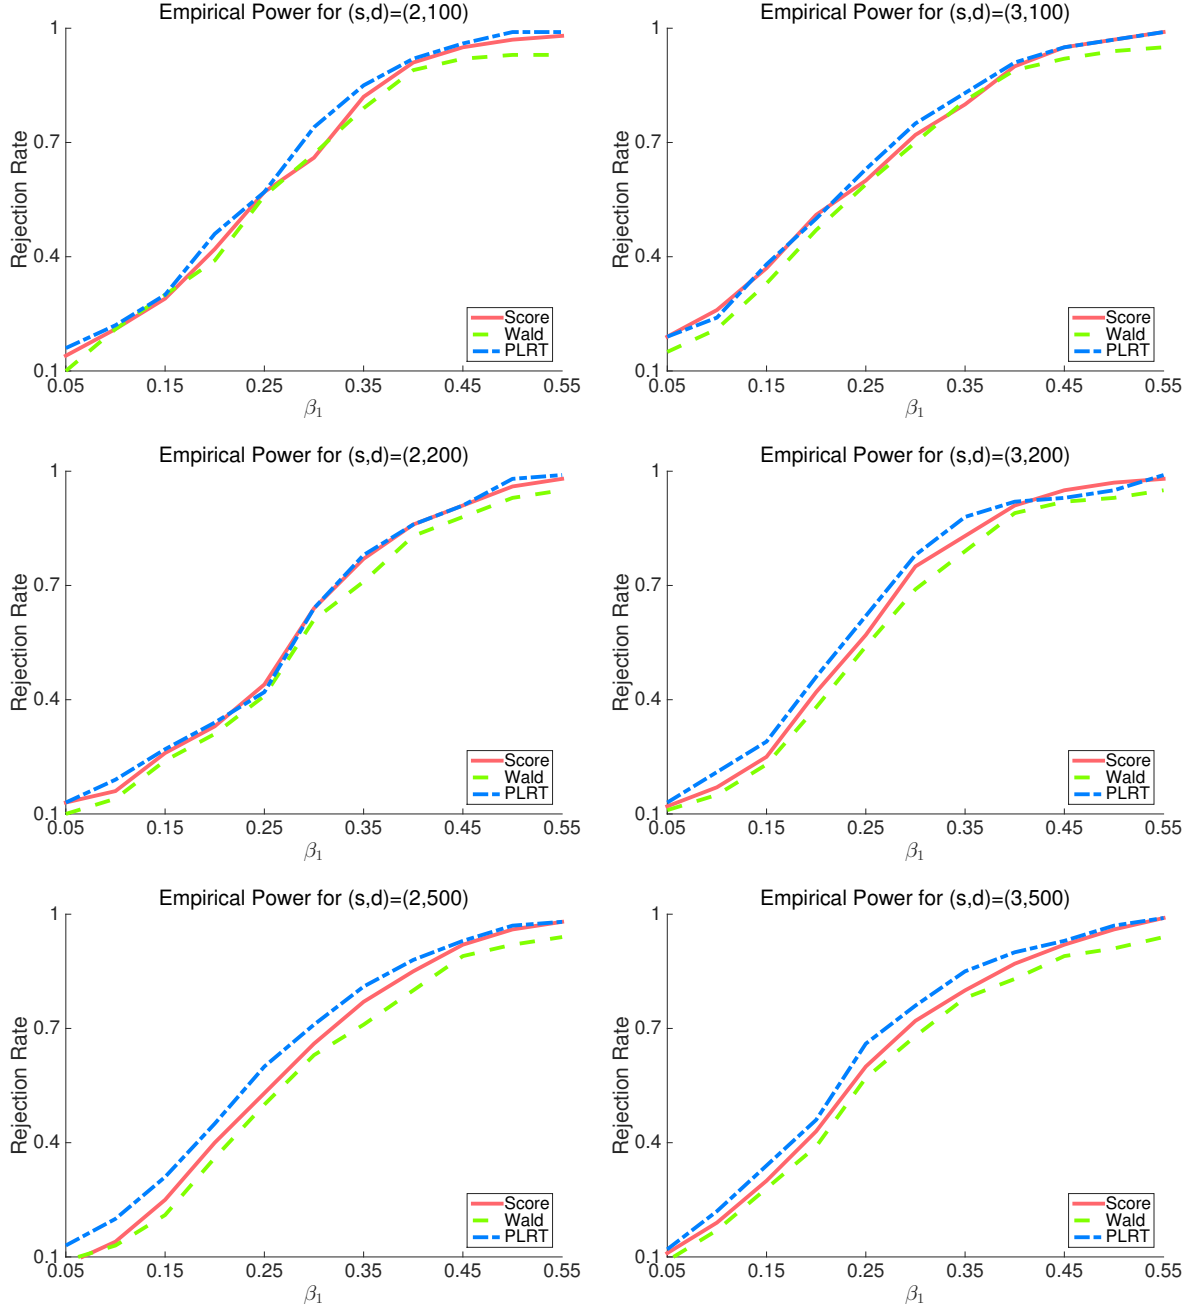 Empirical Power for (s,d)=(2,100)
1
0.7
0.4
0.1
Rejection Rate
Score
Wald
PLRT
0.05 0.15 0.25 0.35 0.45 0.55
β₁
Empirical Power for (s,d)=(3,100)
1
0.7
0.4
0.1
Rejection Rate
Score
Wald
PLRT
0.05 0.15 0.25 0.35 0.45 0.55
β₁
Empirical Power for (s,d)=(2,200)
1
0.7
0.4
0.1
Rejection Rate
Score
Wald
PLRT
0.05 0.15 0.25 0.35 0.45 0.55
β₁
Empirical Power for (s,d)=(3,200)
1
0.7
0.4
0.1
Rejection Rate
Score
Wald
PLRT
0.05 0.15 0.25 0.35 0.45 0.55
β₁
Empirical Power for (s,d)=(2,500)
1
0.7
0.4
0.1
Rejection Rate
Score
Wald
PLRT
0.05 0.15 0.25 0.35 0.45 0.55
β₁
Empirical Power for (s,d)=(3,500)
1
0.7
0.4
0.1
Rejection Rate
Score
Wald
PLRT
0.05 0.15 0.25 0.35 0.45 0.55
β₁